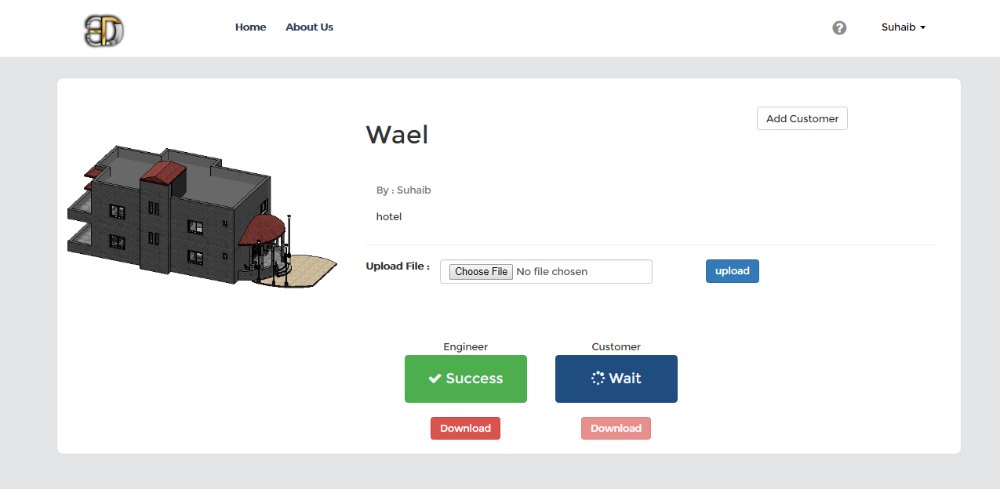 Home About Us ? Suhaib
Add Customer
Wael
By : Suhaib
hotel
Upload File : Choose File No file chosen upload
Engineer Customer
Success Wait
Download Download